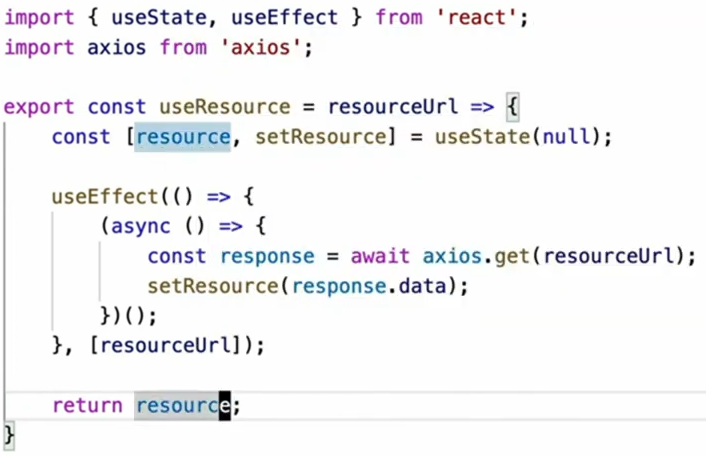 import { useState, useEffect } from 'react';
import axios from 'axios';
export const useResource = resourceUrl => {
const [resource, setResource] = useState(null);
useEffect(() => {
(async () => {
const response = await axios.get(resourceUrl);
setResource(response.data);
})();
}, [resourceUrl]);
return resource;
}